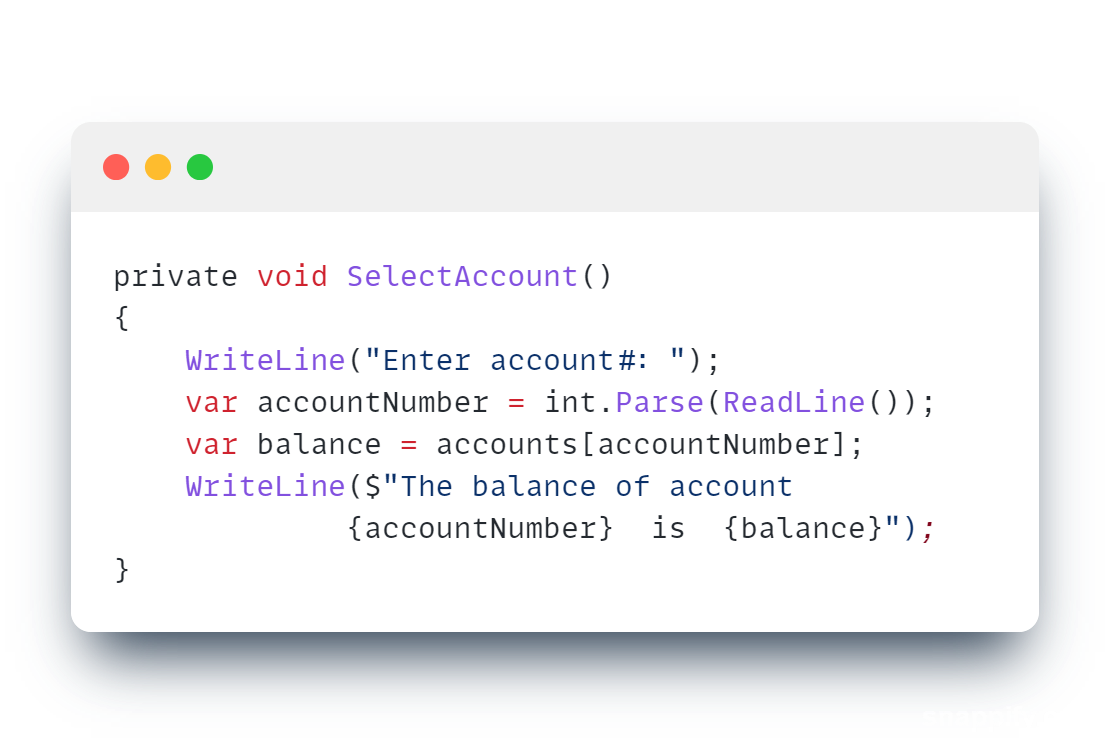 private void SelectAccount()
{
    WriteLine("Enter account#: ");
    var accountNumber = int.Parse(ReadLine());
    var balance = accounts[accountNumber];
    WriteLine($"The balance of account
             {accountNumber}  is  {balance}");
}